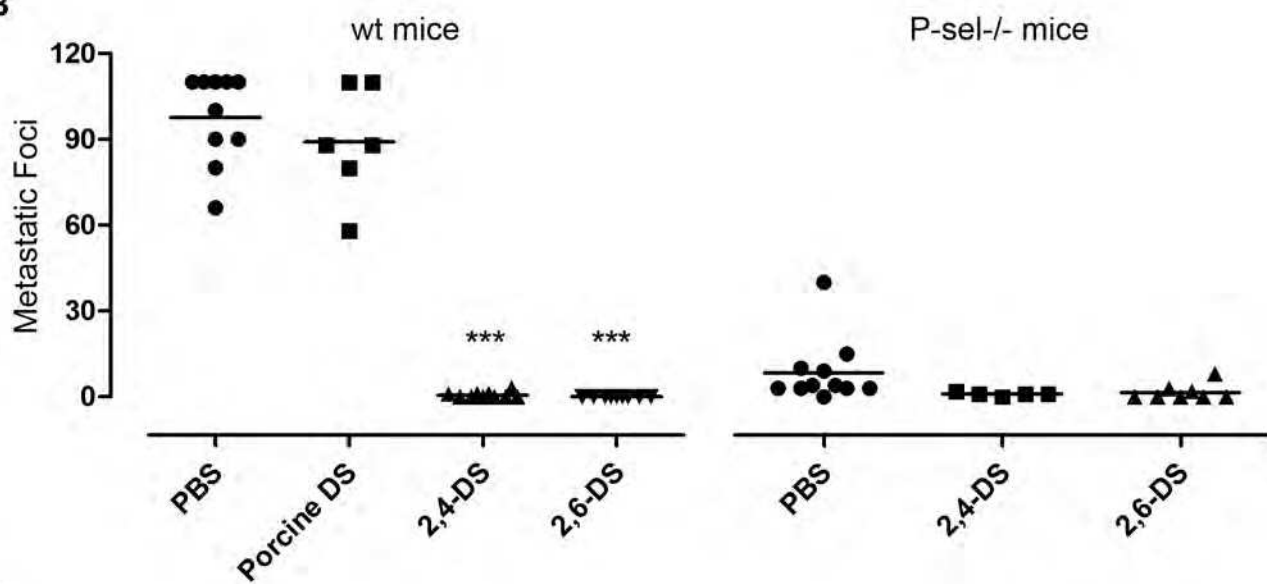 B
wt mice
P-sel-/- mice
Metastatic Foci
120
90
60
30
0
***
***
PBS
Porcine DS
2,4-DS
2,6-DS
PBS
2,4-DS
2,6-DS